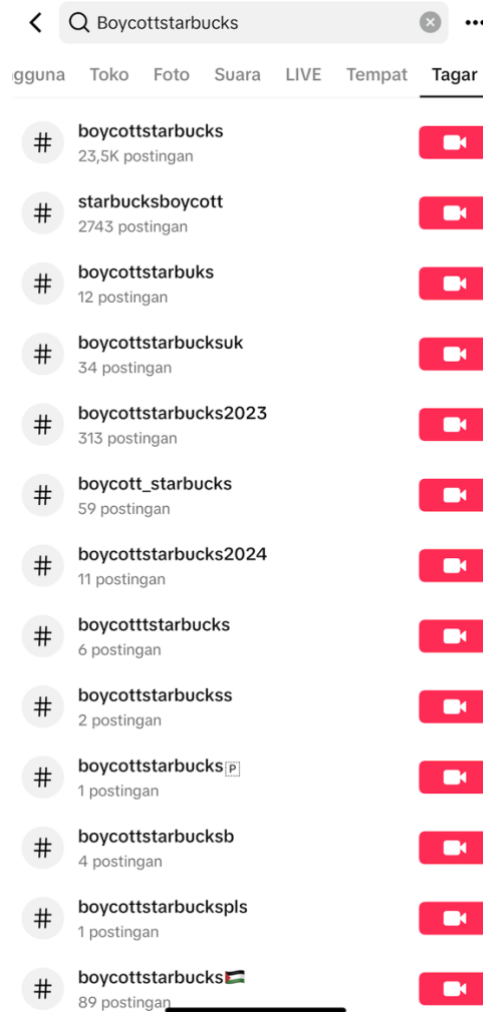 Boycottstarbucks
gguna Toko Foto Suara LIVE Tempat Tagar
# boycottstarbucks
23,5K postingan
# starbucksboycott
2743 postingan
# boycottstarbuks
12 postingan
# boycottstarbucksuk
34 postingan
# boycottstarbucks2023
313 postingan
# boycott_starbucks
59 postingan
# boycottstarbucks2024
11 postingan
# boycotttstarbucks
6 postingan
# boycottstarbuckss
2 postingan
# boycottstarbucks🄿
1 postingan
# boycottstarbucksb
4 postingan
# boycottstarbuckspls
1 postingan
# boycottstarbucks🇵🇸
89 postingan